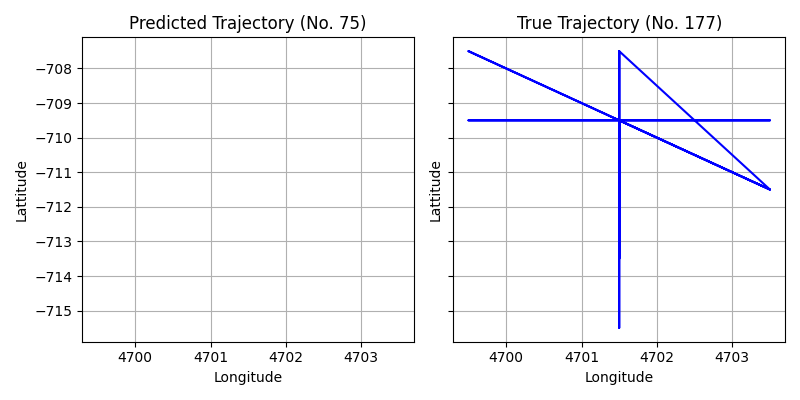 Predicted Trajectory (No. 75)
True Trajectory (No. 177)
−708
−709
−710
−711
−712
−713
−714
−715
Lattitude
Lattitude
4700
4701
4702
4703
4700
4701
4702
4703
Longitude
Longitude